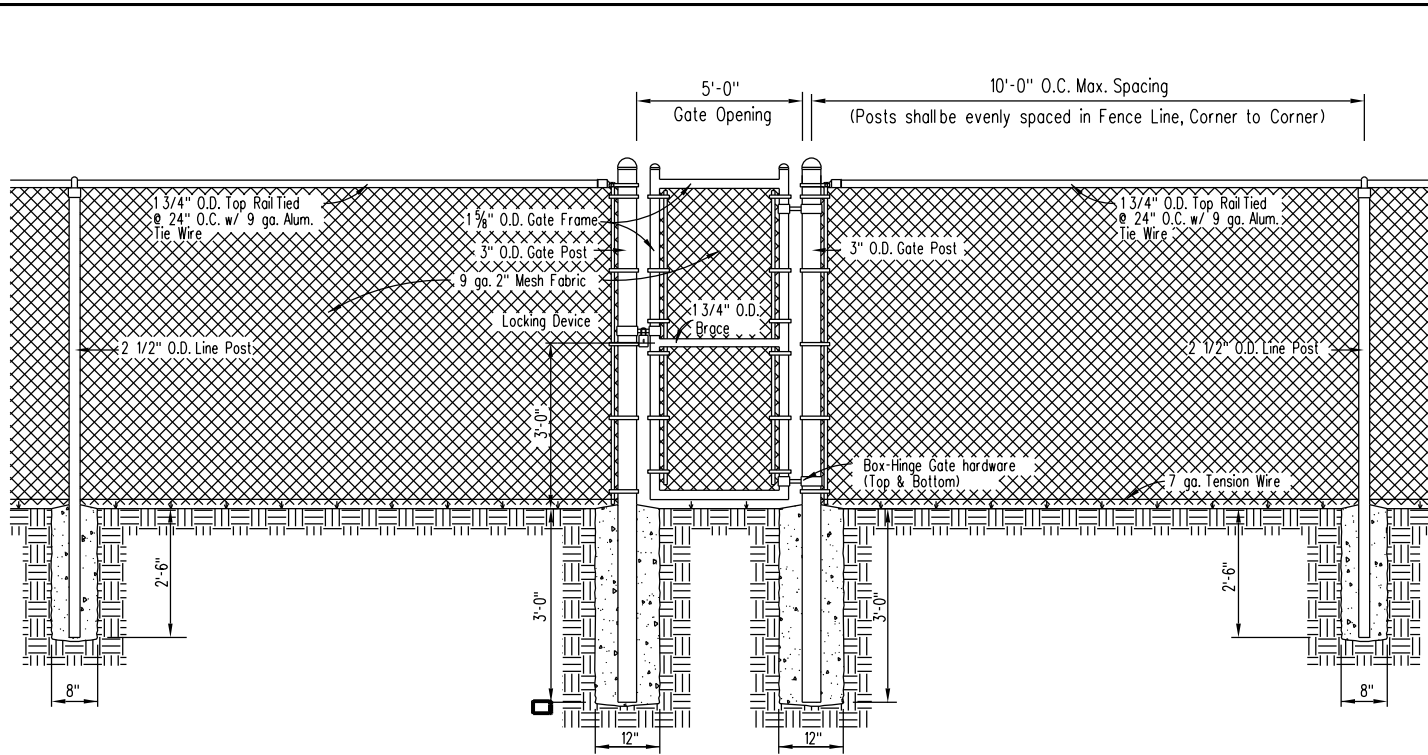 5'-0"
Gate Opening
10'-0" O.C. Max. Spacing
(Posts shall be evenly spaced in Fence Line, Corner to Corner)
1 3/4" O.D. Top Rail Tied
@ 24" O.C. w/ 9 ga. Alum.
Tie Wire
1 5/8" O.D. Gate Frame
3" O.D. Gate Post
9 ga. 2" Mesh Fabric
Locking Device
2 1/2" O.D. Line Post
1 3/4" O.D.
Brace
3" O.D. Gate Post
1 3/4" O.D. Top Rail Tied
@ 24" O.C. w/ 9 ga. Alum.
Tie Wire
2 1/2" O.D. Line Post
3'-0"
Box-Hinge Gate hardware
(Top & Bottom)
7 ga. Tension Wire
2'-6"
3'-0"
3'-0"
2'-6"
8"
12"
12"
8"